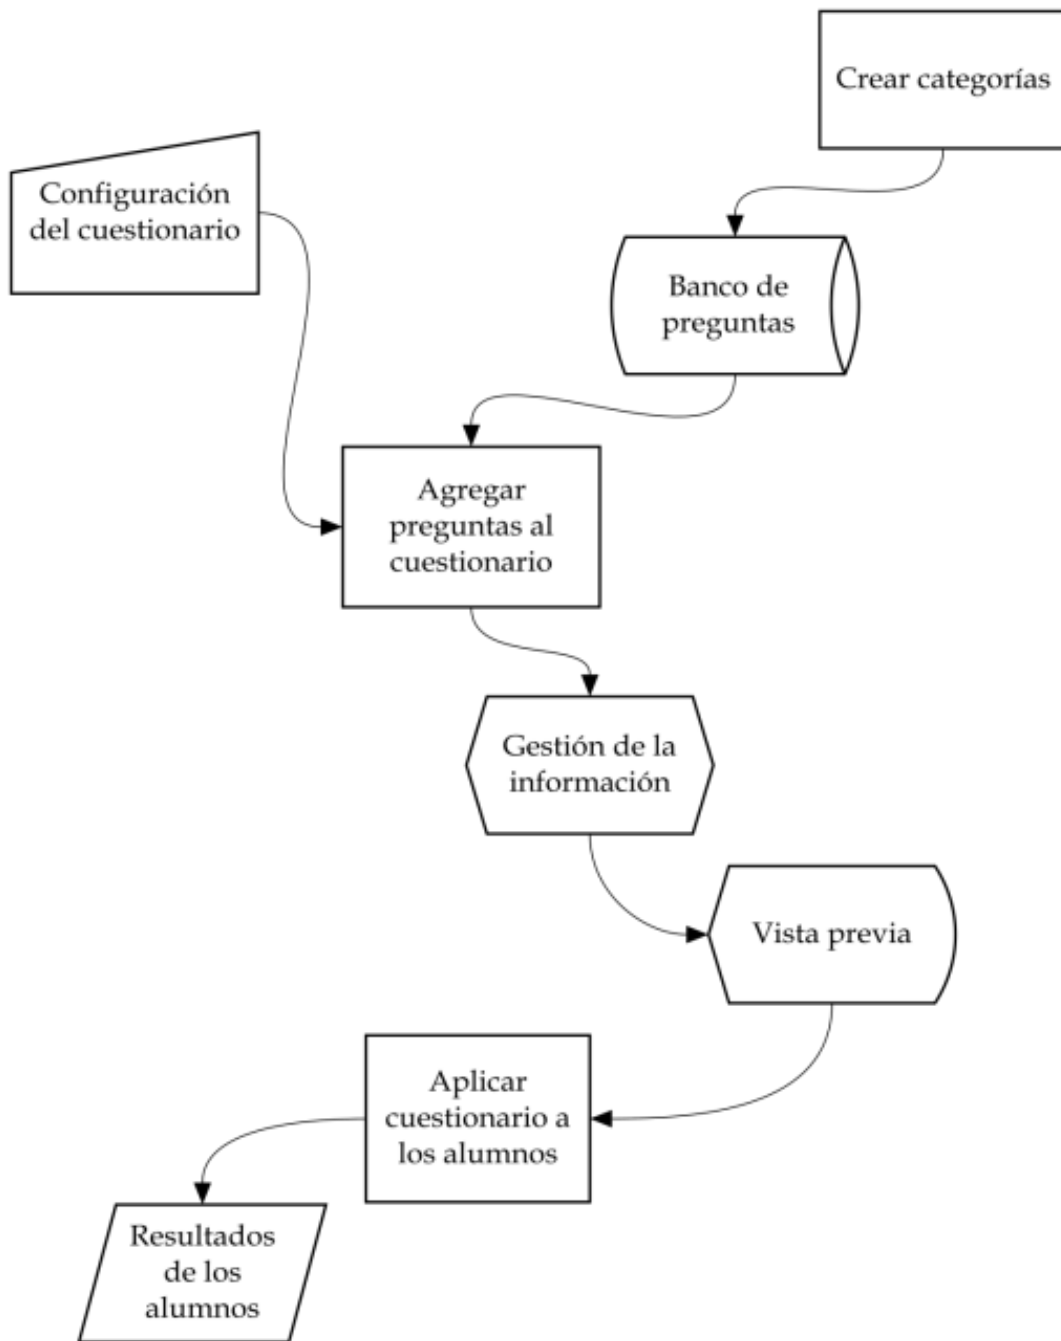 Crear categorías
Configuración
del cuestionario
Banco de
preguntas
Agregar
preguntas al
cuestionario
Gestión de la
información
Vista previa
Aplicar
cuestionario a
los alumnos
Resultados
de los
alumnos